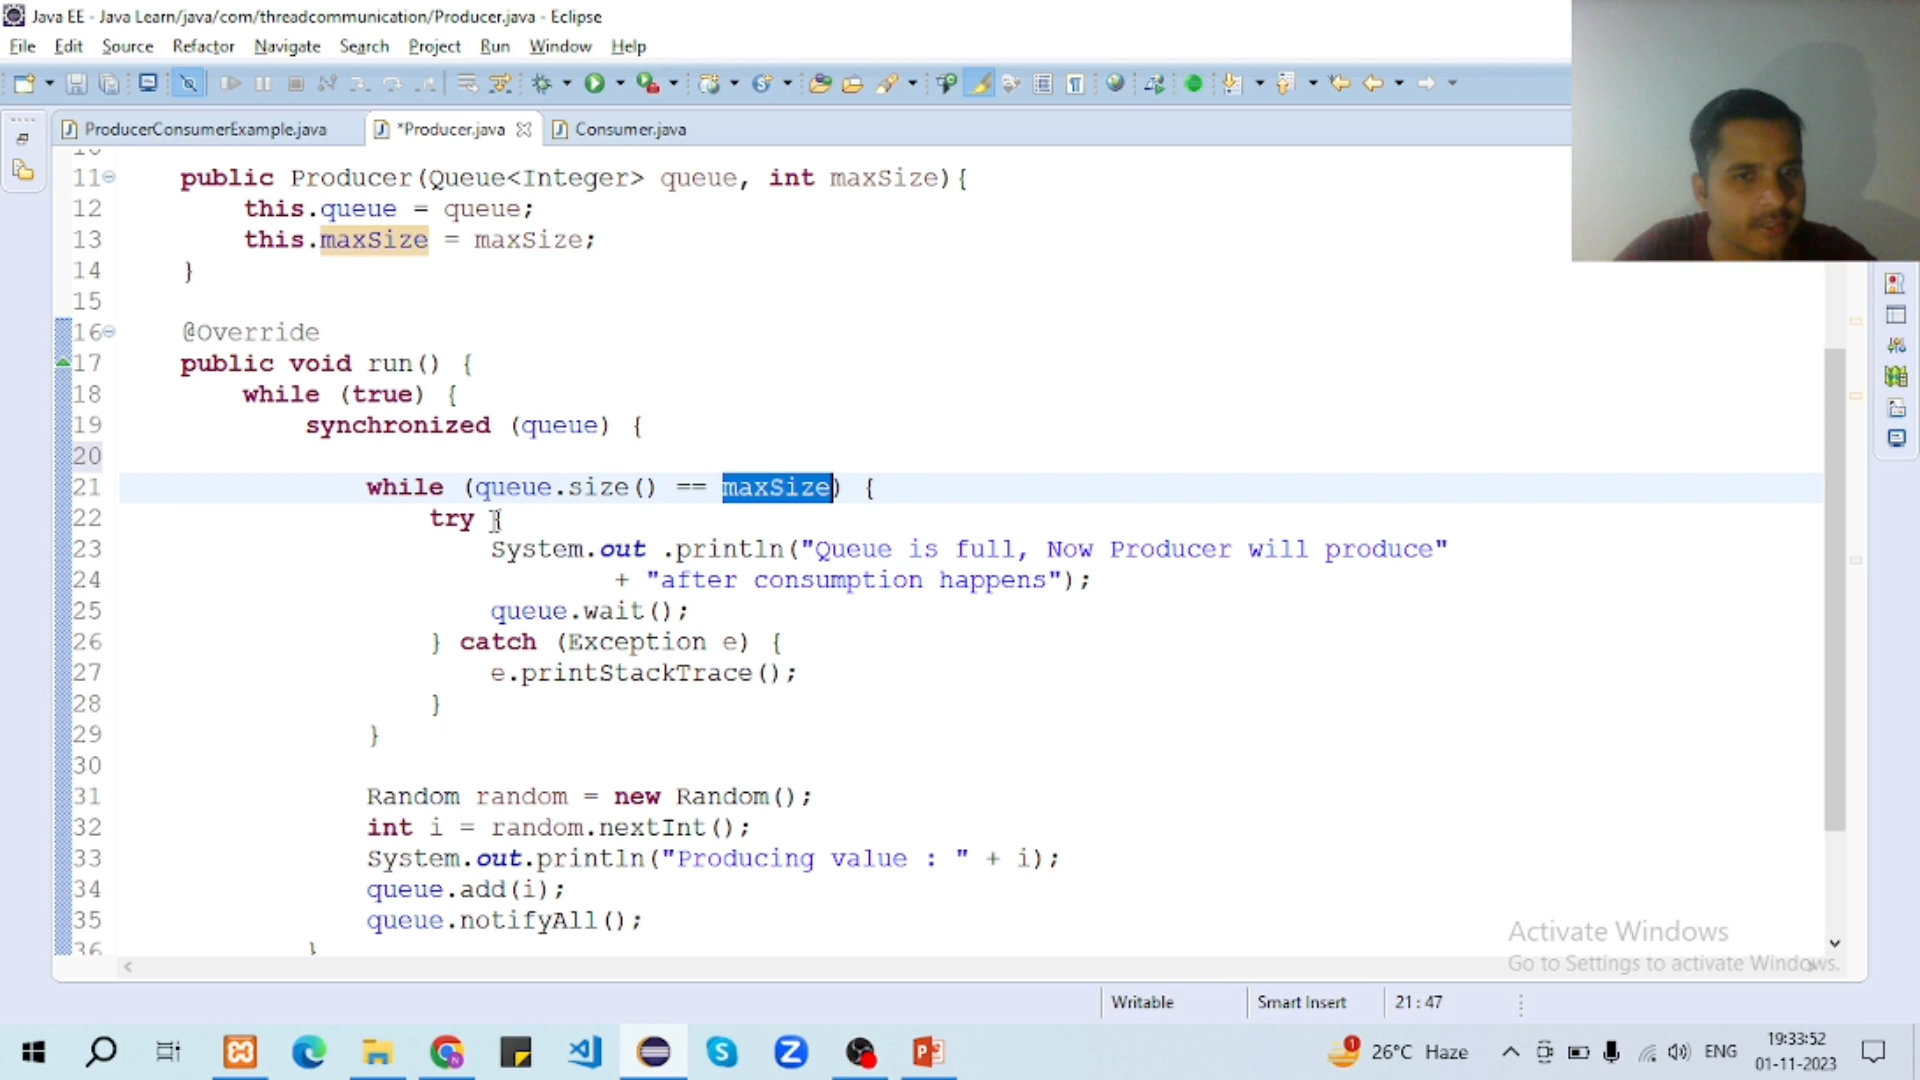 Java EE - Java Learn/java/com/threadcommunication/Producer.java - Eclipse
File Edit Source Refactor Navigate Search Project Run Window Help
ProducerConsumerExample.java *Producer.java Consumer.java
11 public Producer(Queue<Integer> queue, int maxSize){
12 this.queue = queue;
13 this.maxSize = maxSize;
14 }
15
16 @Override
17 public void run() {
18 while (true) {
19 synchronized (queue) {
20
21 while (queue.size() == maxSize) {
22 try {
23 System.out .println("Queue is full, Now Producer will produce"
24 + "after consumption happens");
25 queue.wait();
26 } catch (Exception e) {
27 e.printStackTrace();
28 }
29 }
30
31 Random random = new Random();
32 int i = random.nextInt();
33 System.out.println("Producing value : " + i);
34 queue.add(i);
35 queue.notifyAll();
36 }
Activate Windows
Go to Settings to activate Windows.
Writable Smart Insert 21 : 47
1 26°C Haze ENG 19:33:52
01-11-2023